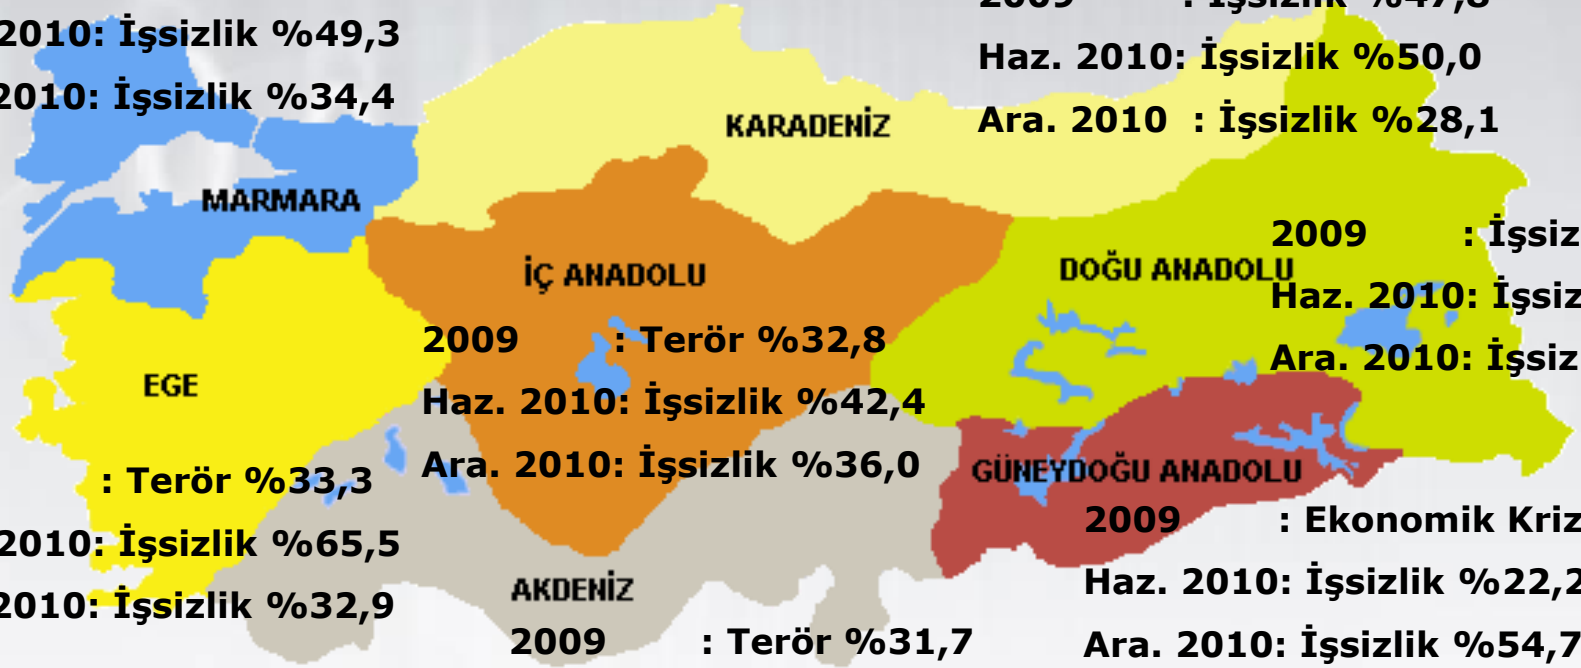 2010: İşsizlik %49,3
2010: İşsizlik %34,4
2009 : İşsizlik %47,8
Haz. 2010: İşsizlik %50,0
Ara. 2010 : İşsizlik %28,1
KARADENİZ
MARMARA
İÇ ANADOLU
2009 : Terör %32,8
Haz. 2010: İşsizlik %42,4
Ara. 2010: İşsizlik %36,0
DOĞU ANADOLU
2009 : İşsiz
Haz. 2010: İşsiz
Ara. 2010: İşsiz
EGE
: Terör %33,3
2010: İşsizlik %65,5
2010: İşsizlik %32,9
GÜNEYDOĞU ANADOLU
2009 : Ekonomik Kriz
Haz. 2010: İşsizlik %22,2
Ara. 2010: İşsizlik %54,7
AKDENİZ
2009 : Terör %31,7